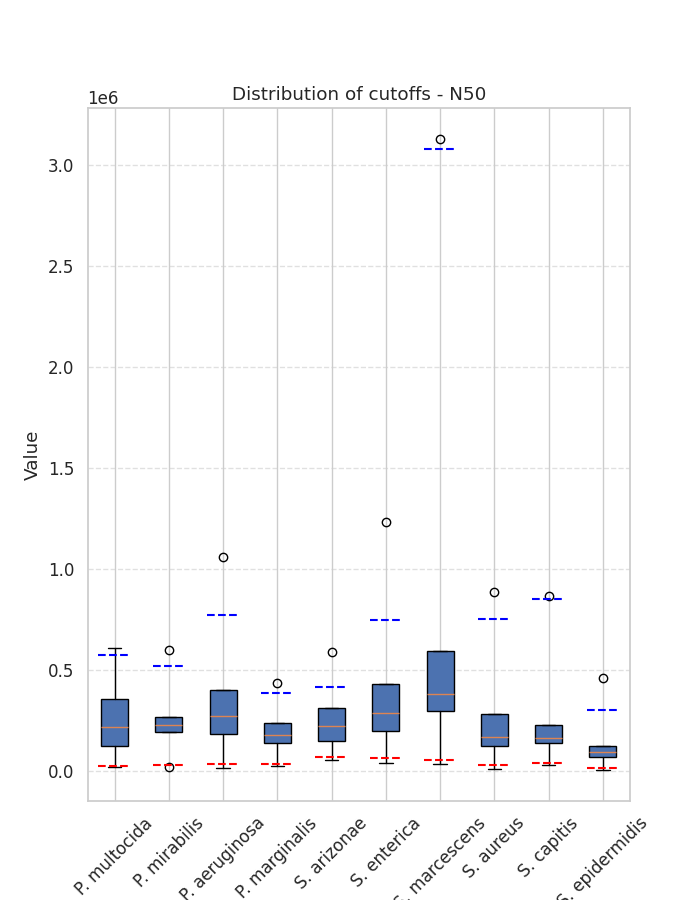 Distribution of cutoffs - N50
1e6
3.0
2.5
2.0
1.5
1.0
0.5
0.0
Value
P. multocida
P. mirabilis
P. aeruginosa
P. marginalis
S. arizonae
S. enterica
S. marcescens
S. aureus
S. capitis
S. epidermidis